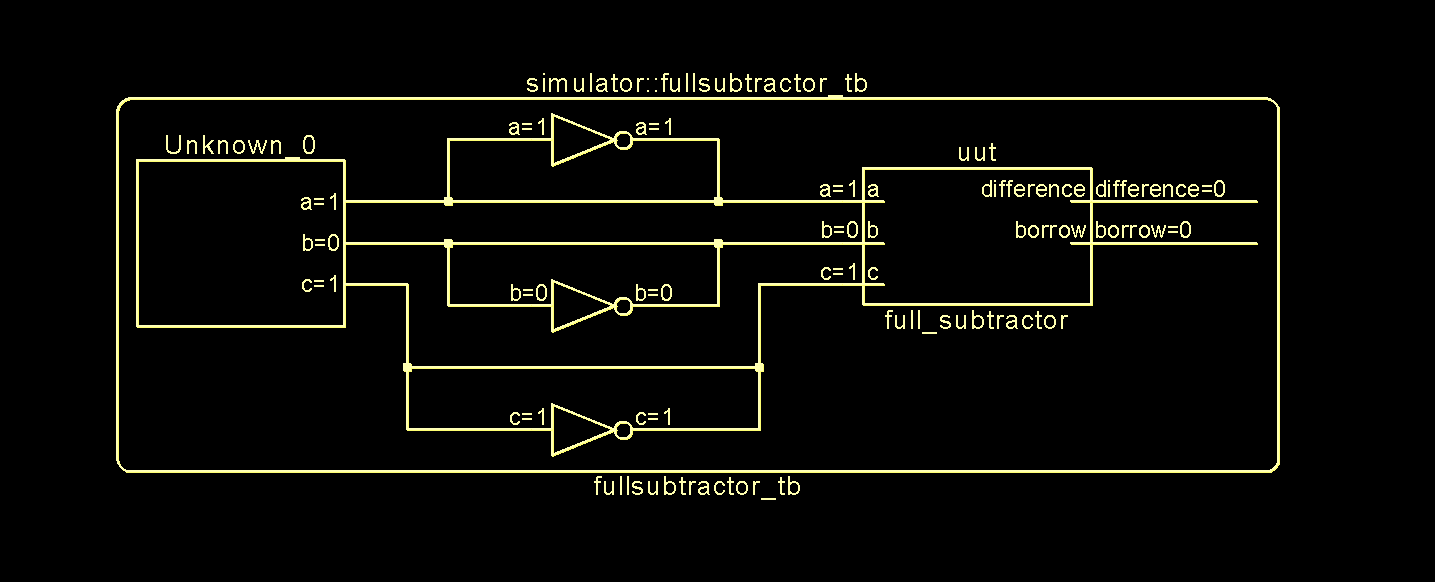 simulator::fullsubtractor_tb
a=1 a=1
Unknown_0
uut
a=1 a=1 a difference difference=0
b=0 b=0 b borrow borrow=0
c=1 c=1 c
b=0 b=0
full_subtractor
c=1 c=1
fullsubtractor_tb